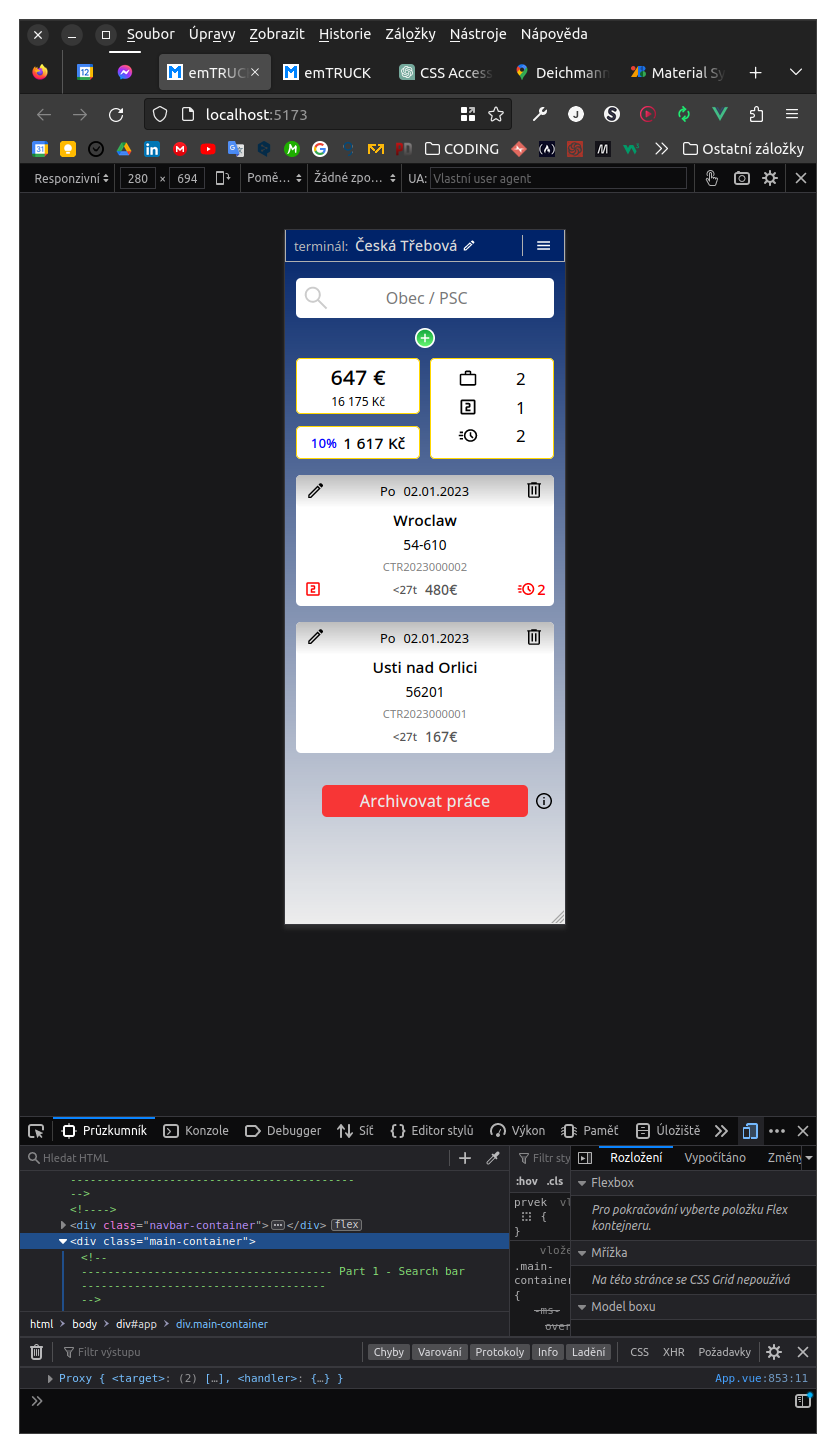 Soubor Úpravy Zobrazit Historie Záložky Nástroje Nápověda
12 emTRUC emTRUCK CSS Access Deichmann Material Sy
localhost:5173
31 CODING Ostatní záložky
Responzivní 280 × 694 Pomě… Žádné zpo… UA: Vlastní user agent
terminál: Česká Třebová
Obec / PSC
647 €
16 175 Kč
10% 1 617 Kč
2
2 1
2
Po 02.01.2023
Wroclaw
54-610
CTR2023000002
2 <27t 480€ 2
Po 02.01.2023
Usti nad Orlici
56201
CTR2023000001
<27t 167€
Archivovat práce
Průzkumník Konzole Debugger Síť Editor stylů Výkon Paměť Úložiště
Hledat HTML
Filtr sty
Rozložení Vypočítáno Změny
------------------------------------------
-->
<!---->
<div class="navbar-container"></div> flex
<div class="main-container">
<!--
------------------------------------- Part 1 - Search bar
------------------------------------
-->
:hov .cls
prvek vl
{
}
vlože
.main-
container
{
-ms-
over
Flexbox
Pro pokračování vyberte položku Flex
kontejneru.
Mřížka
Na této stránce se CSS Grid nepoužívá
Model boxu
html > body > div#app > div.main-container
Filtr výstupu Chyby Varování Protokoly Info Ladění CSS XHR Požadavky
Proxy { <target>: (2) […], <handler>: {…} } App.vue:853:11